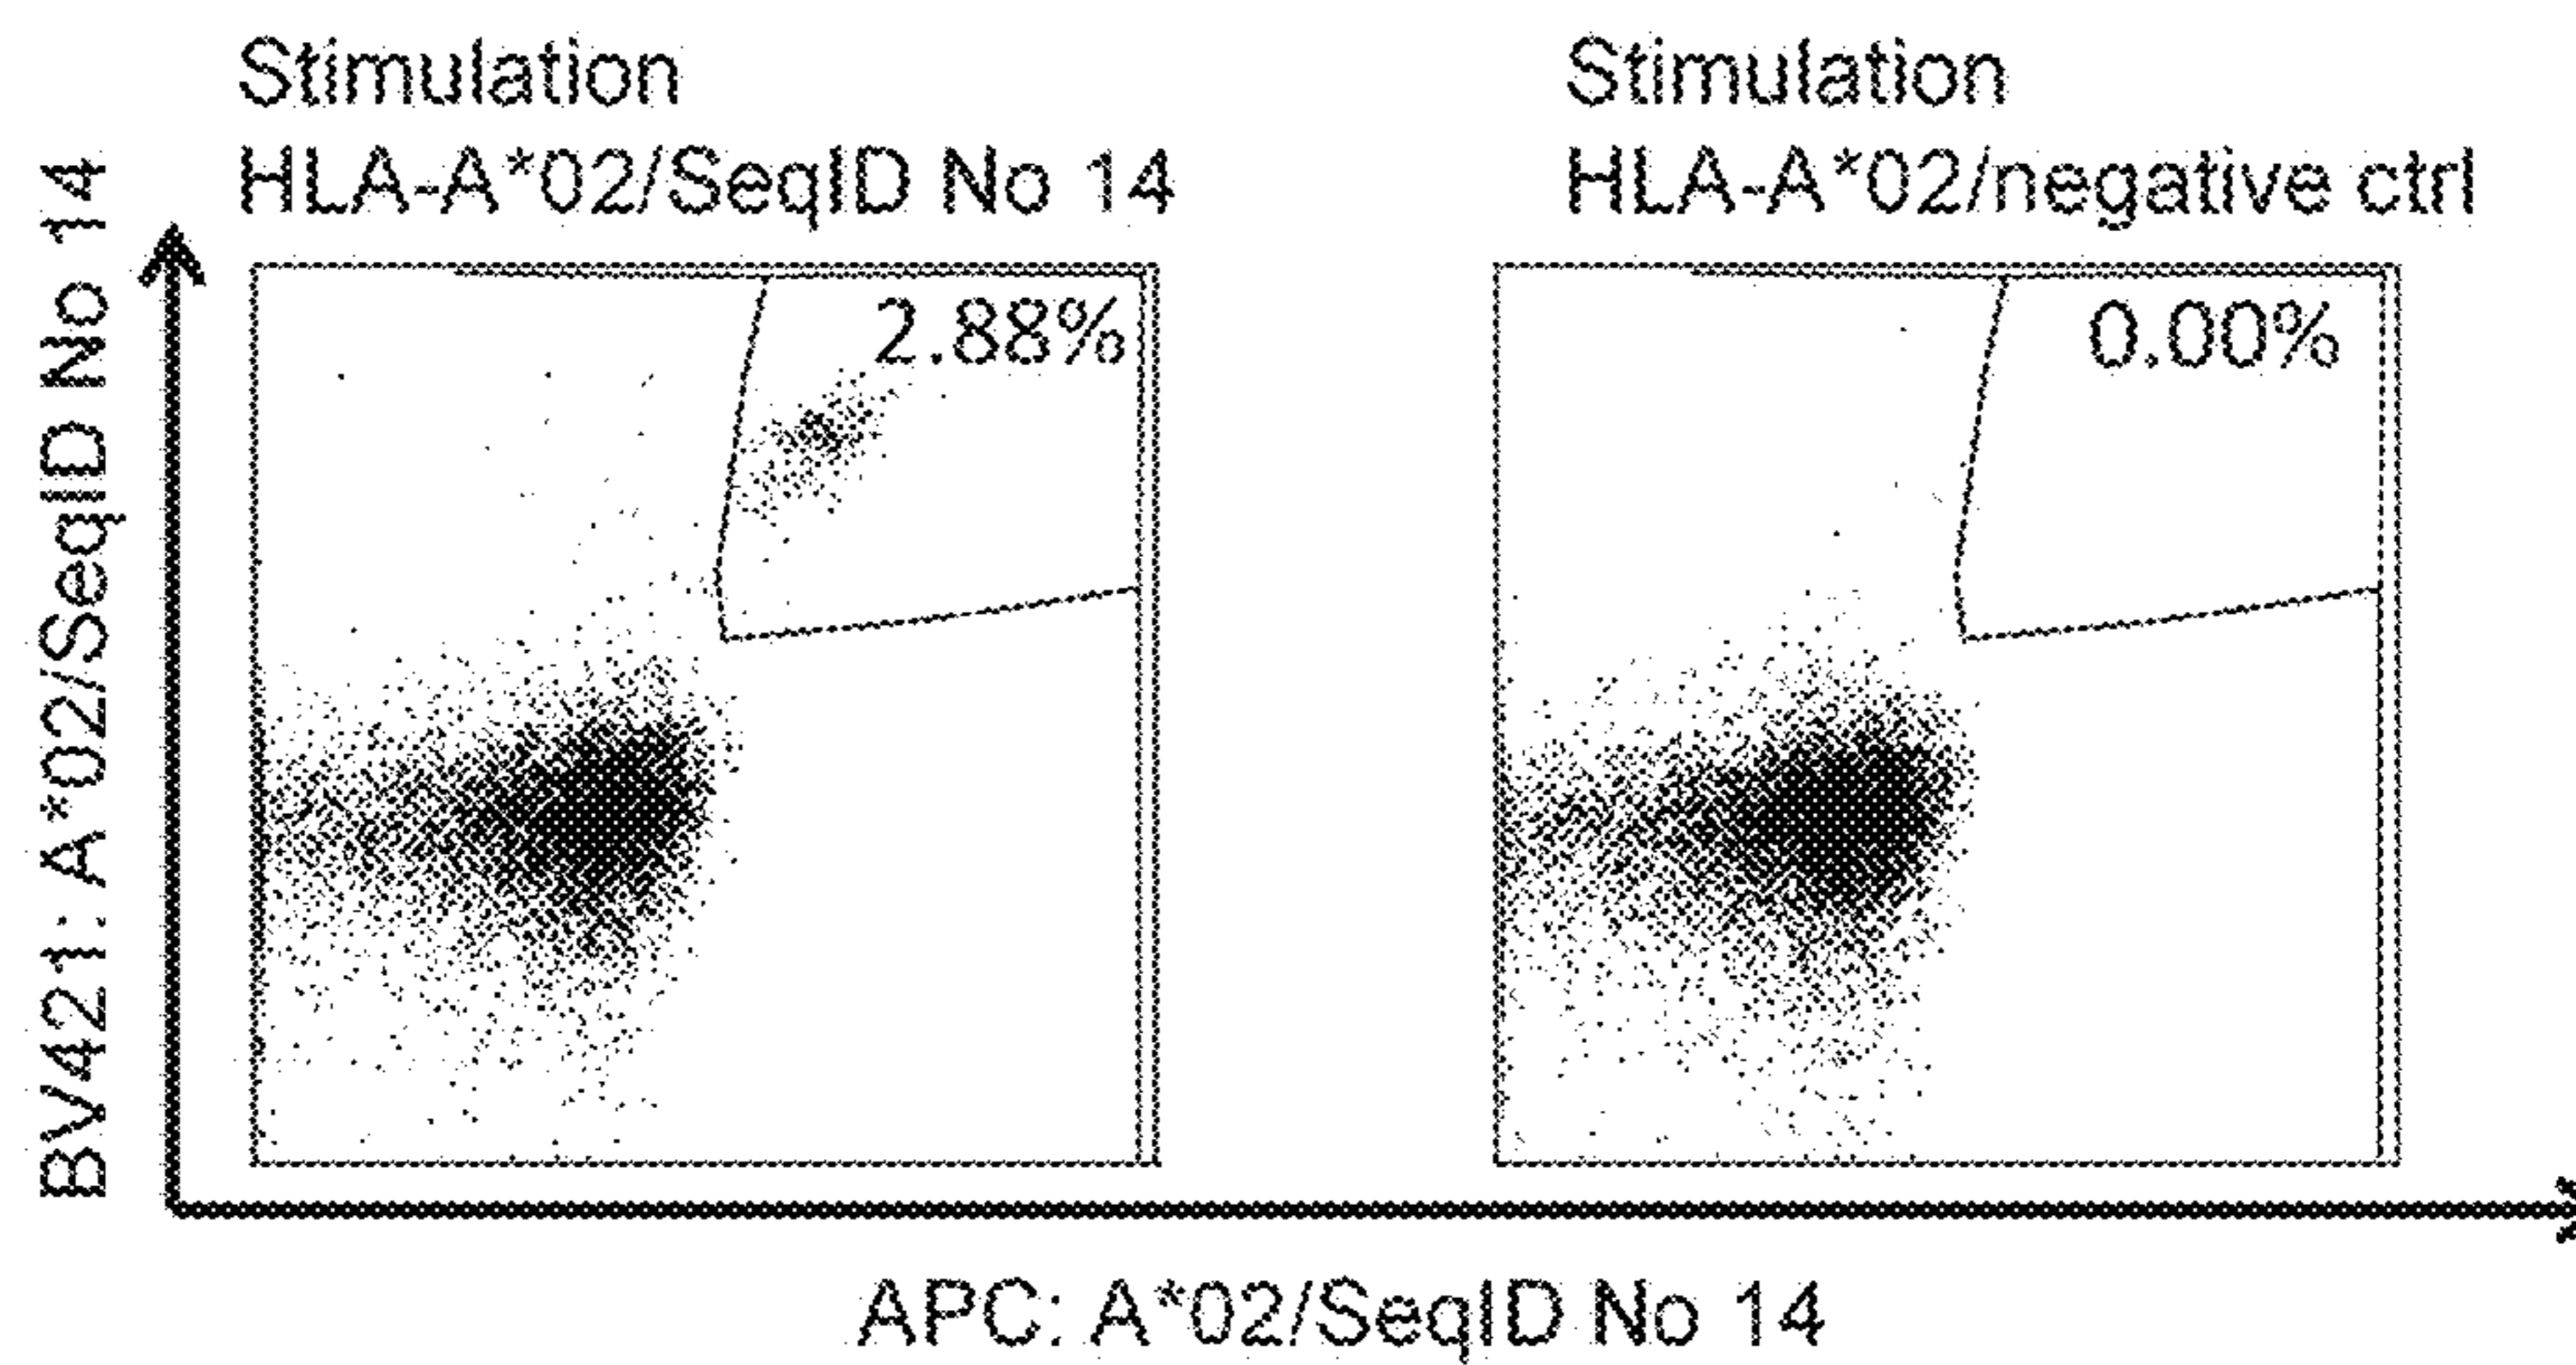 Stimulation
HLA-A*02/SeqID No 14
Stimulation
HLA-A*02/negative ctrl
BV421: A*02/SeqID No 14
2.88%
0.00%
APC: A*02/SeqID No 14